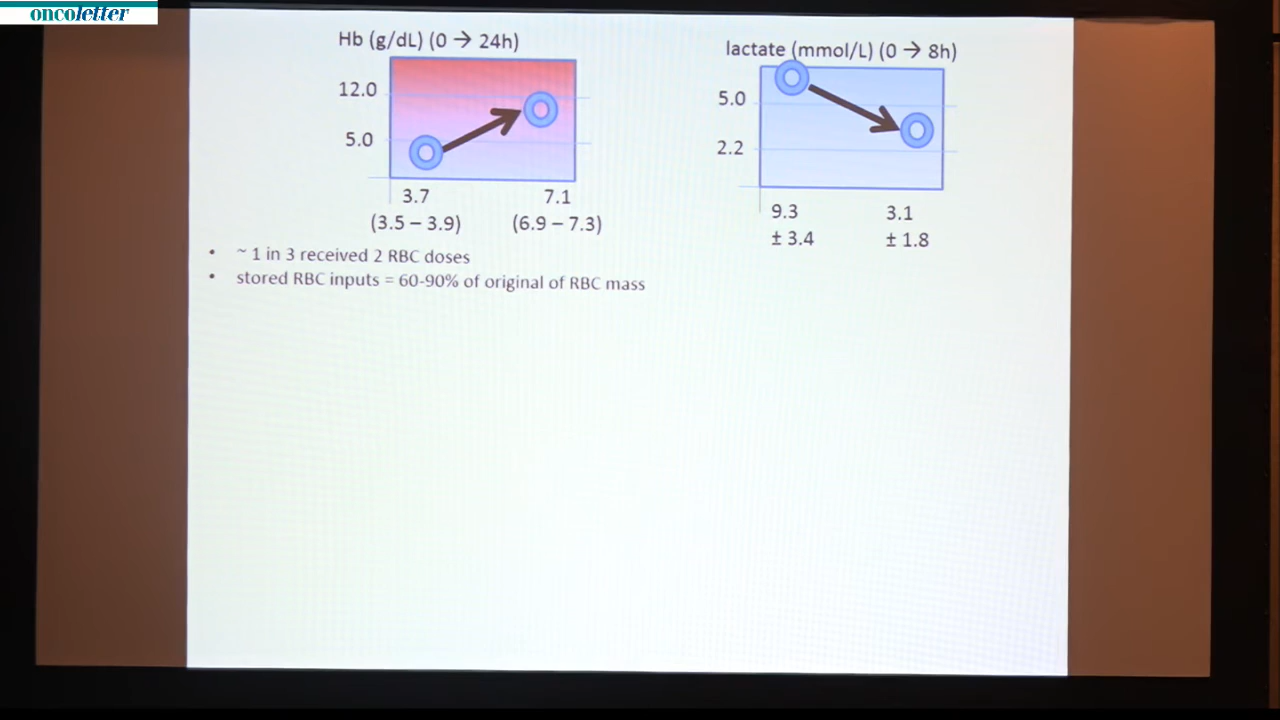 oncoletter
Hb (g/dL) (0 → 24h)
12.0
5.0
3.7
7.1
(3.5 – 3.9)
(6.9 – 7.3)
lactate (mmol/L) (0 → 8h)
5.0
2.2
9.3
3.1
± 3.4
± 1.8
• ~ 1 in 3 received 2 RBC doses
• stored RBC inputs = 60-90% of original of RBC mass